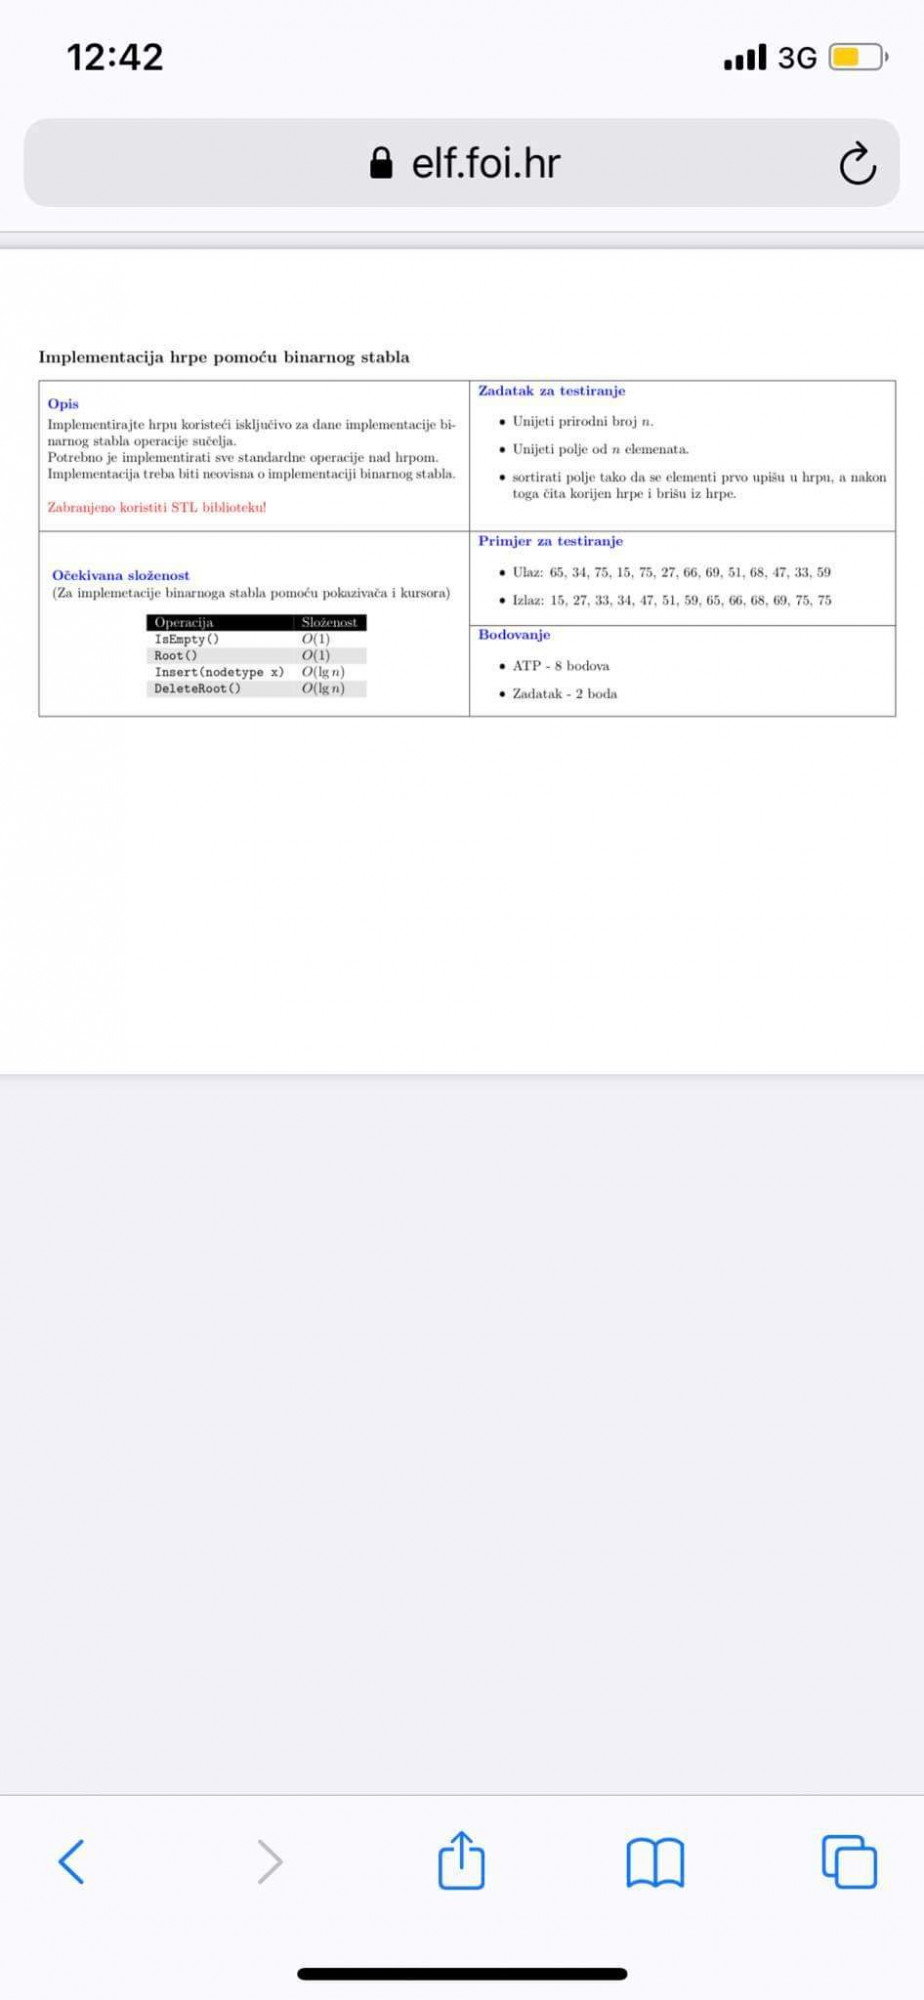 12:42
3G
elf.foi.hr
Implementacija hrpe pomoću binarnog stabla
Opis
Implementirajte hrpu koristeći isključivo za dane implementacije bi-
narnog stabla operacije sučelja.
Potrebno je implementirati sve standardne operacije nad hrpom.
Implementacija treba biti neovisna o implementaciji binarnog stabla.
Zabranjeno koristiti STL biblioteku!
Zadatak za testiranje
• Unijeti prirodni broj n.
• Unijeti polje od n elemenata.
• sortirati polje tako da se elementi prvo upišu u hrpu, a nakon
toga čita korijen hrpe i brišu iz hrpe.
Očekivana složenost
(Za implemetacije binarnoga stabla pomoću pokazivača i kursora)
Operacija Složenost
IsEmpty() O(1)
Root() O(1)
Insert(nodetype x) O(lg n)
DeleteRoot() O(lg n)
Primjer za testiranje
• Ulaz: 65, 34, 75, 15, 75, 27, 66, 69, 51, 68, 47, 33, 59
• Izlaz: 15, 27, 33, 34, 47, 51, 59, 65, 66, 68, 69, 75, 75
Bodovanje
• ATP - 8 bodova
• Zadatak - 2 boda